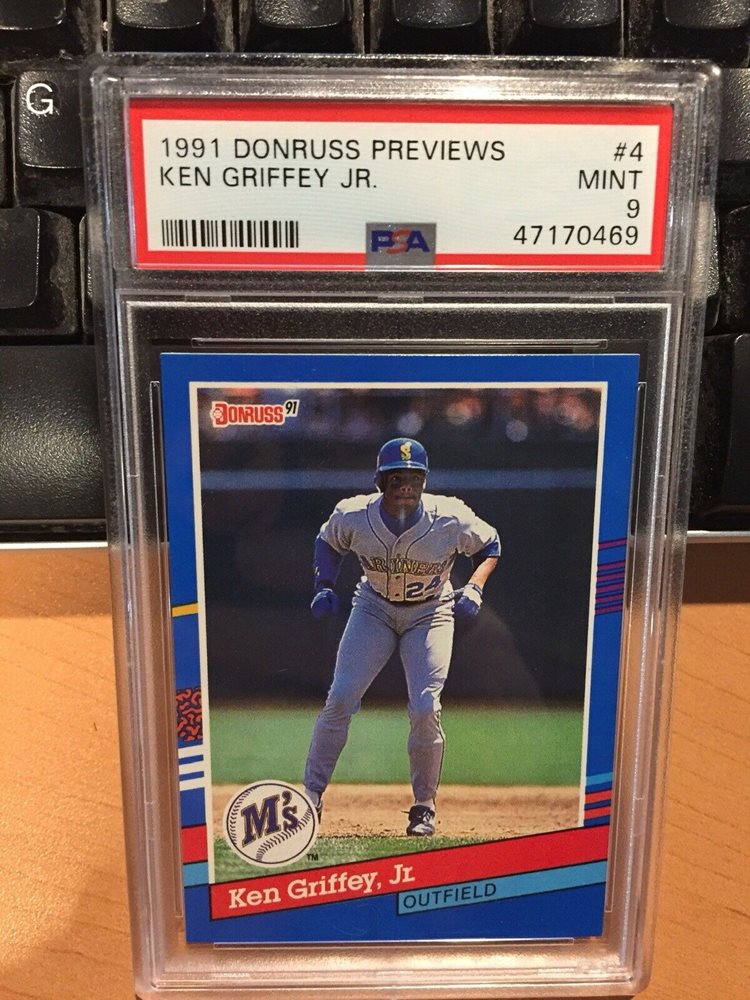 G
1991 DONRUSS PREVIEWS #4
KEN GRIFFEY JR. MINT
9
PSA 47170469
DONRUSS 91
MARINERS
24
M's
TM
Ken Griffey, Jr.
OUTFIELD